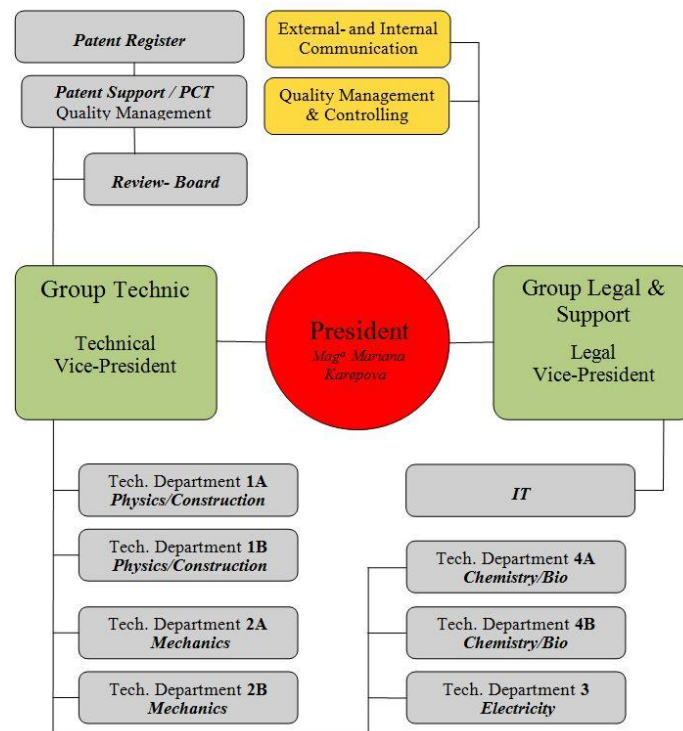 Patent Register
Patent Support / PCT
Quality Management
Review- Board
External- and Internal
Communication
Quality Management
& Controlling
Group Technic
Technical
Vice-President
President
Magª Mariana
Karepova
Group Legal &
Support
Legal
Vice-President
Tech. Department 1A
Physics/Construction
Tech. Department 1B
Physics/Construction
Tech. Department 2A
Mechanics
Tech. Department 2B
Mechanics
IT
Tech. Department 4A
Chemistry/Bio
Tech. Department 4B
Chemistry/Bio
Tech. Department 3
Electricity